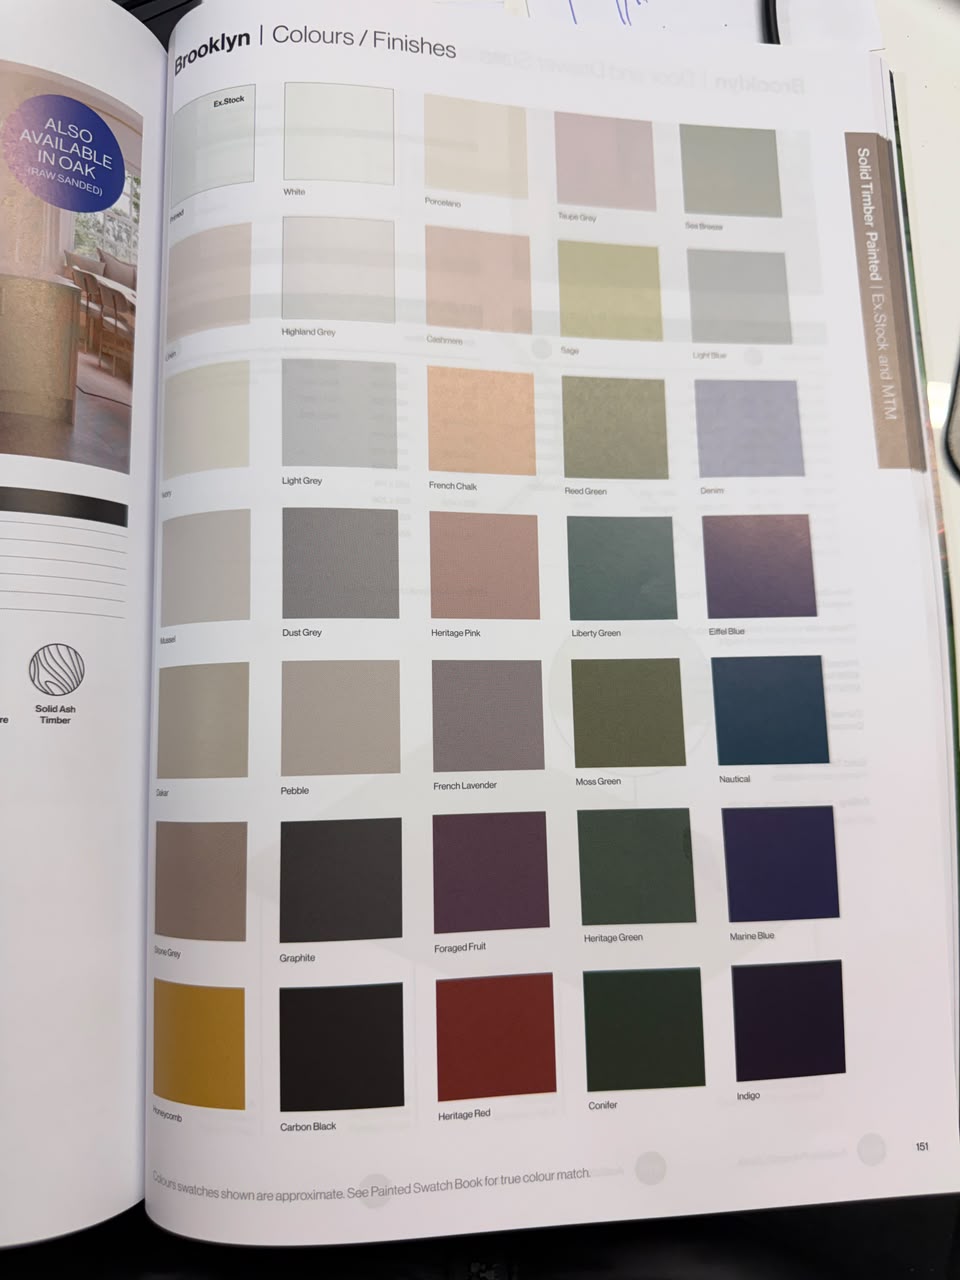 Brooklyn | Colours / Finishes
ALSO
AVAILABLE
IN OAK
(RAW SANDED)
Solid Ash
Timber
re
Ex.Stock
Primed
White
Porcelano
Taupe Grey
Sea Breeze
Linen
Highland Grey
Cashmere
Sage
Light Blue
Ivory
Light Grey
French Chalk
Reed Green
Denim
Mussel
Dust Grey
Heritage Pink
Liberty Green
Eiffel Blue
Dakar
Pebble
French Lavender
Moss Green
Nautical
Stone Grey
Graphite
Foraged Fruit
Heritage Green
Marine Blue
Honeycomb
Carbon Black
Heritage Red
Conifer
Indigo
Solid Timber Painted | Ex.Stock and MTM
151
Colours swatches shown are approximate. See Painted Swatch Book for true colour match.